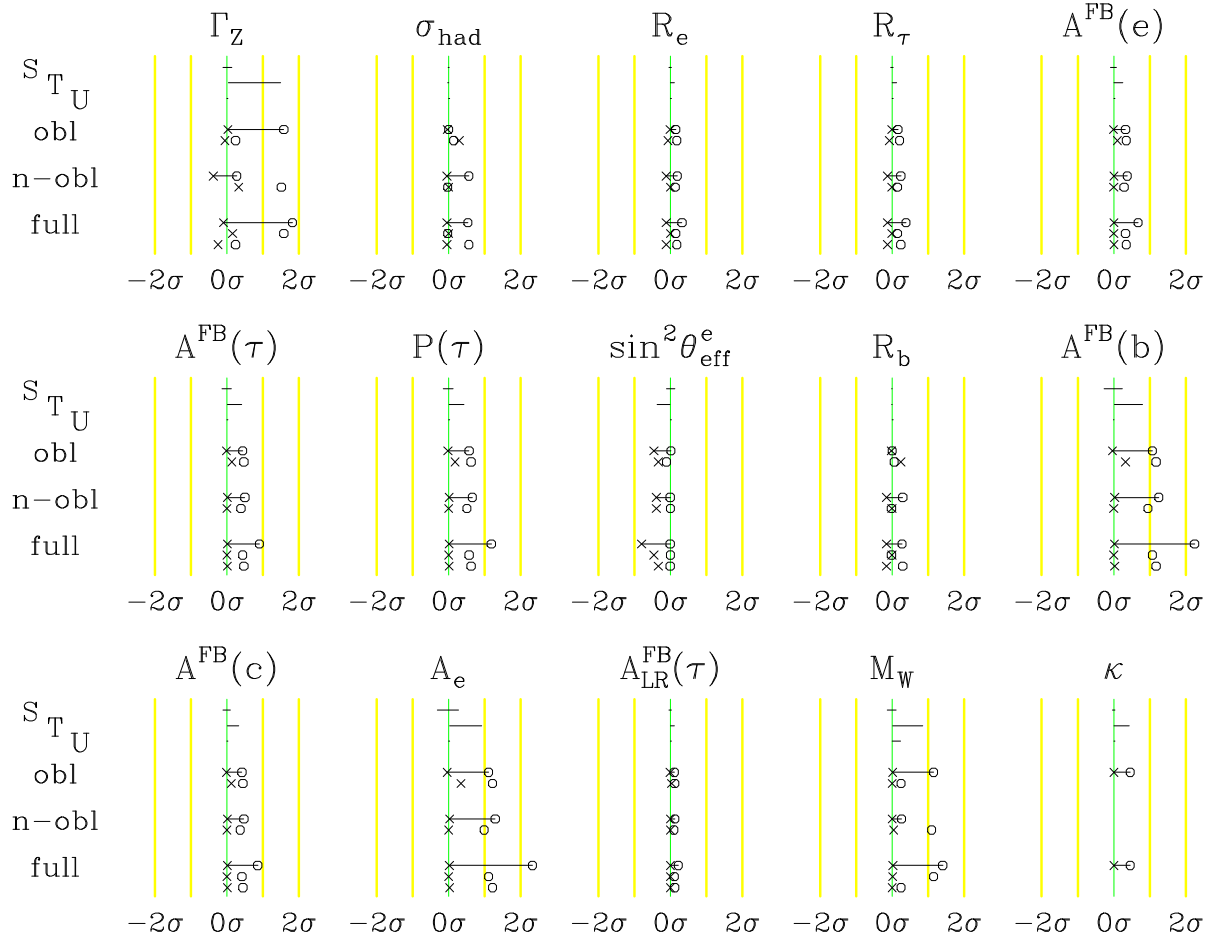 Γ_Z σ_had R_e R_τ A^FB(e)
S T U
obl
n-obl
full
−2σ 0σ 2σ −2σ 0σ 2σ −2σ 0σ 2σ −2σ 0σ 2σ −2σ 0σ 2σ
A^FB(τ) P(τ) sin^2θ^e_eff R_b A^FB(b)
S T U
obl
n-obl
full
−2σ 0σ 2σ −2σ 0σ 2σ −2σ 0σ 2σ −2σ 0σ 2σ −2σ 0σ 2σ
A^FB(c) A_e A^FB_LR(τ) M_W κ
S T U
obl
n-obl
full
−2σ 0σ 2σ −2σ 0σ 2σ −2σ 0σ 2σ −2σ 0σ 2σ −2σ 0σ 2σ